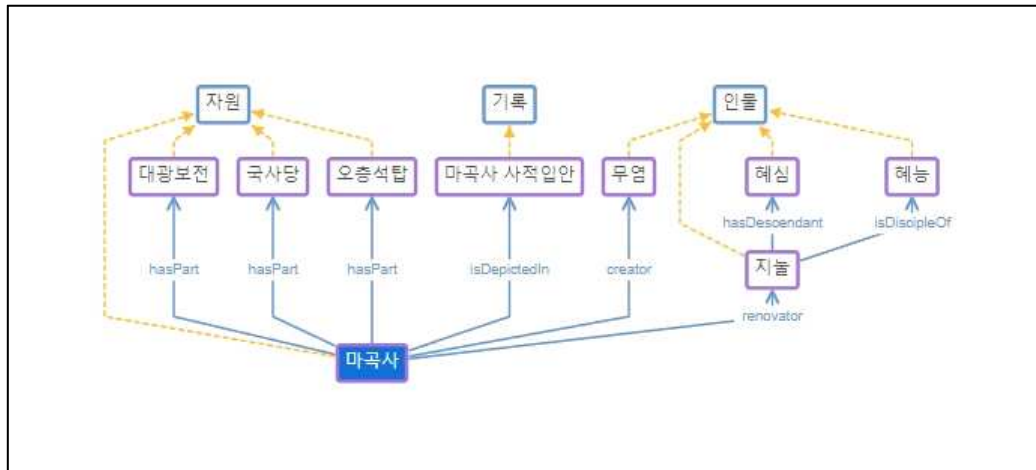 자원 기록 인물
대광보전 국사당 오층석탑 마곡사 사적입안 무염 혜심 혜능
hasDescendant isDiscipleOf
hasPart hasPart hasPart isDepictedIn creator 지눌
renovator
마곡사